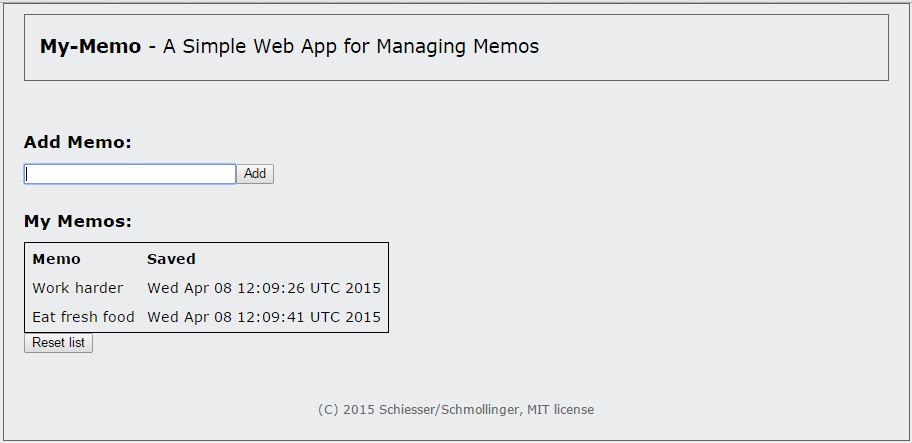 My-Memo - A Simple Web App for Managing Memos
Add Memo:
Add
My Memos:
Memo Saved
Work harder Wed Apr 08 12:09:26 UTC 2015
Eat fresh food Wed Apr 08 12:09:41 UTC 2015
Reset list
(C) 2015 Schiesser/Schmollinger, MIT license